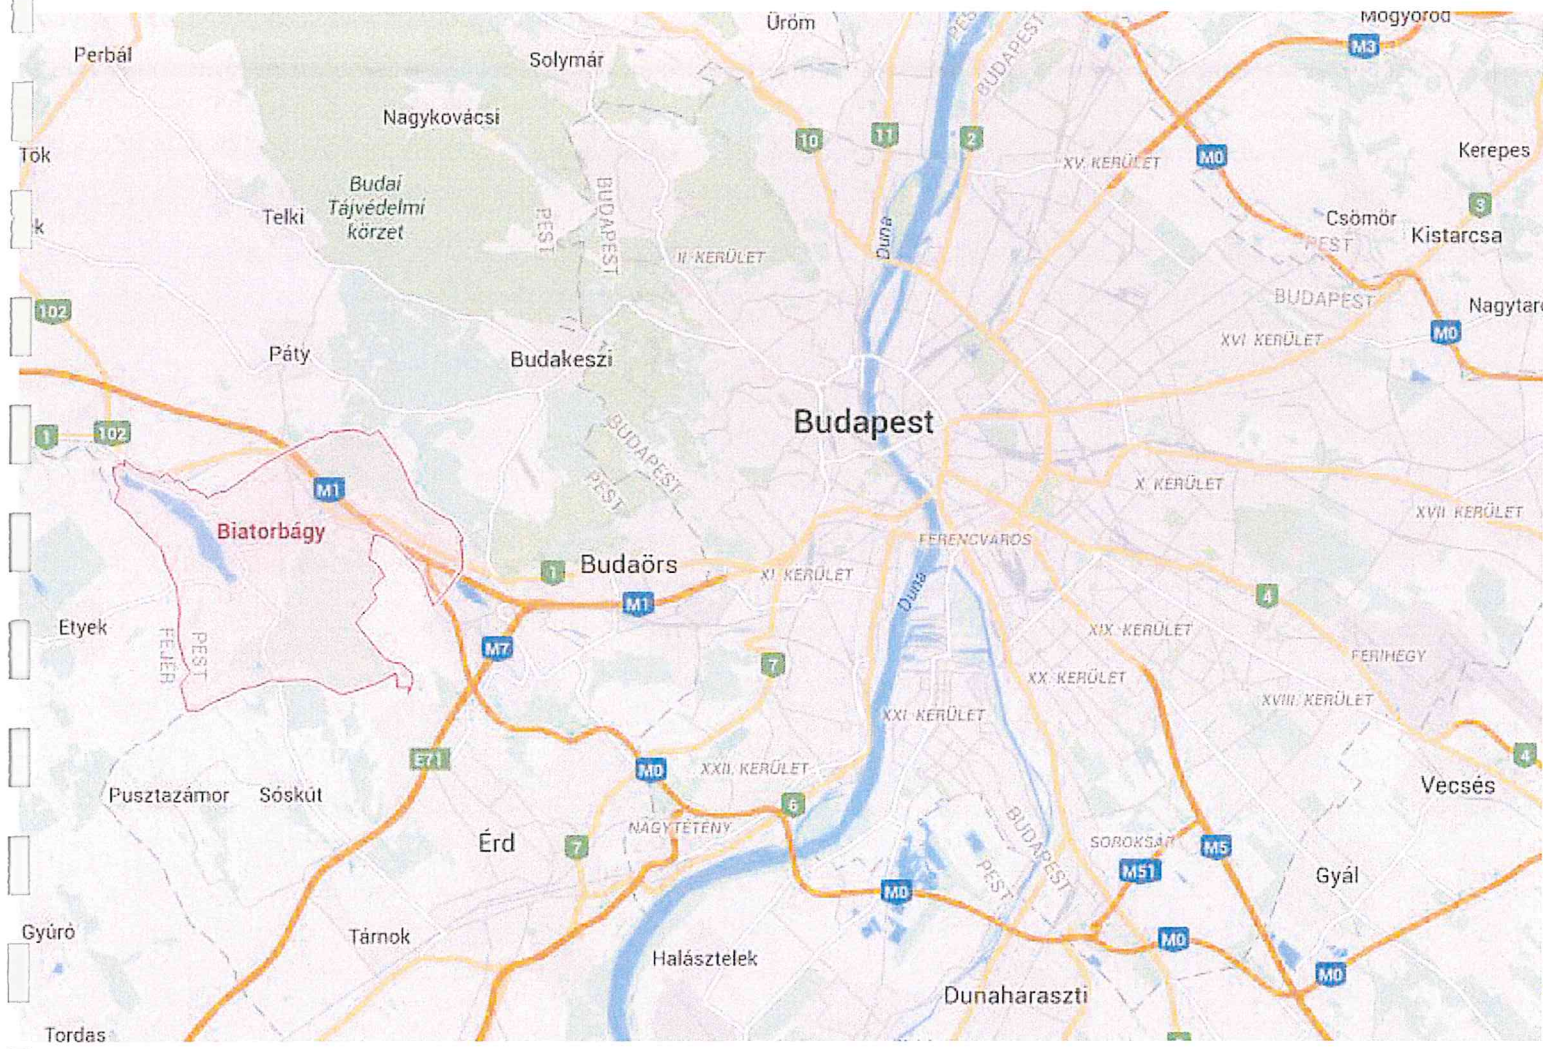 Üröm
Mogyoród
Perbál
Solymár
M3
Nagykovácsi
10
11
2
PEST
BUDAPEST
XV. KERÜLET
M0
Kerepes
Tök
Budai
Tájvédelmi
körzet
Telki
PEST
BUDAPEST
II. KERÜLET
Duna
3
Csömör
Kistarcsa
PEST
BUDAPEST
102
Nagytarc
M0
XVI. KERÜLET
Páty
Budakeszi
Budapest
1
102
BUDAPEST
PEST
M1
X. KERÜLET
XVII. KERÜLET
Biatorbágy
FERENCVÁROS
1
Budaörs
XI. KERÜLET
Duna
4
M1
Etyek
FEJÉR
PEST
M7
7
XIX. KERÜLET
FERIHEGY
XX. KERÜLET
XVIII. KERÜLET
XXI. KERÜLET
E71
M0
XXII. KERÜLET
4
Pusztazámor
Sóskút
6
Vecsés
Érd
7
NAGYTÉTÉNY
BUDAPEST
PEST
SOROKSÁR
M5
M51
Gyál
M0
Gyúró
Tárnok
Halásztelek
M0
M0
Dunaharaszti
Tordas